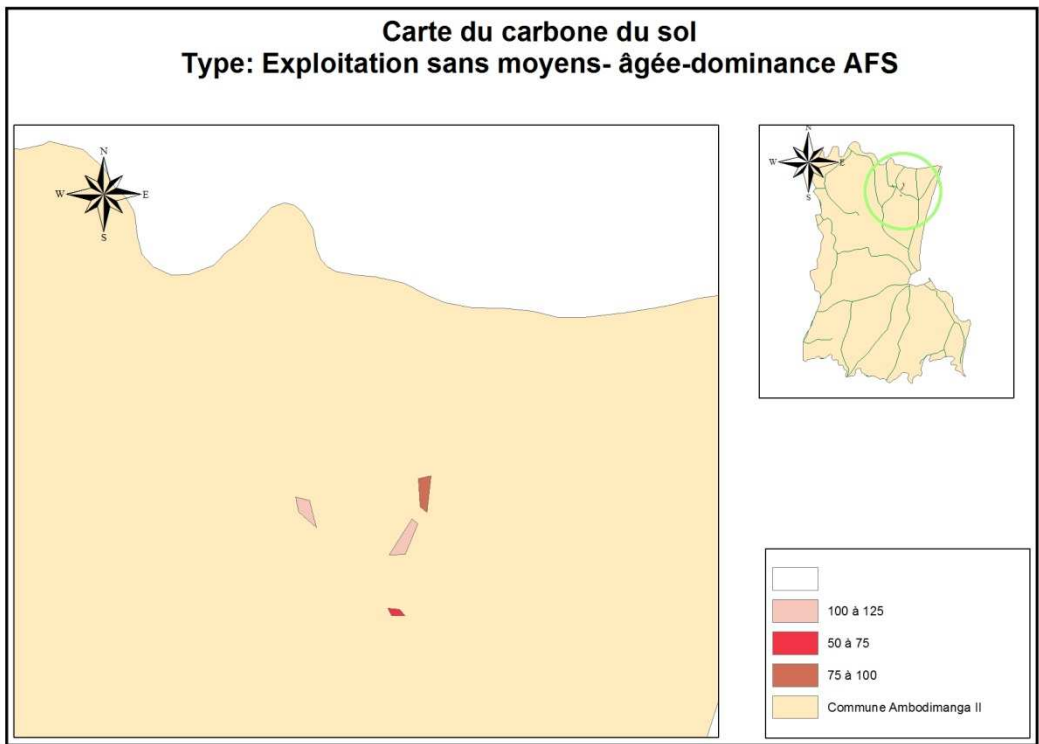 Carte du carbone du sol
Type: Exploitation sans moyens- âgée-dominance AFS
N
W E
S
N
W E
S
100 à 125
50 à 75
75 à 100
Commune Ambodimanga II